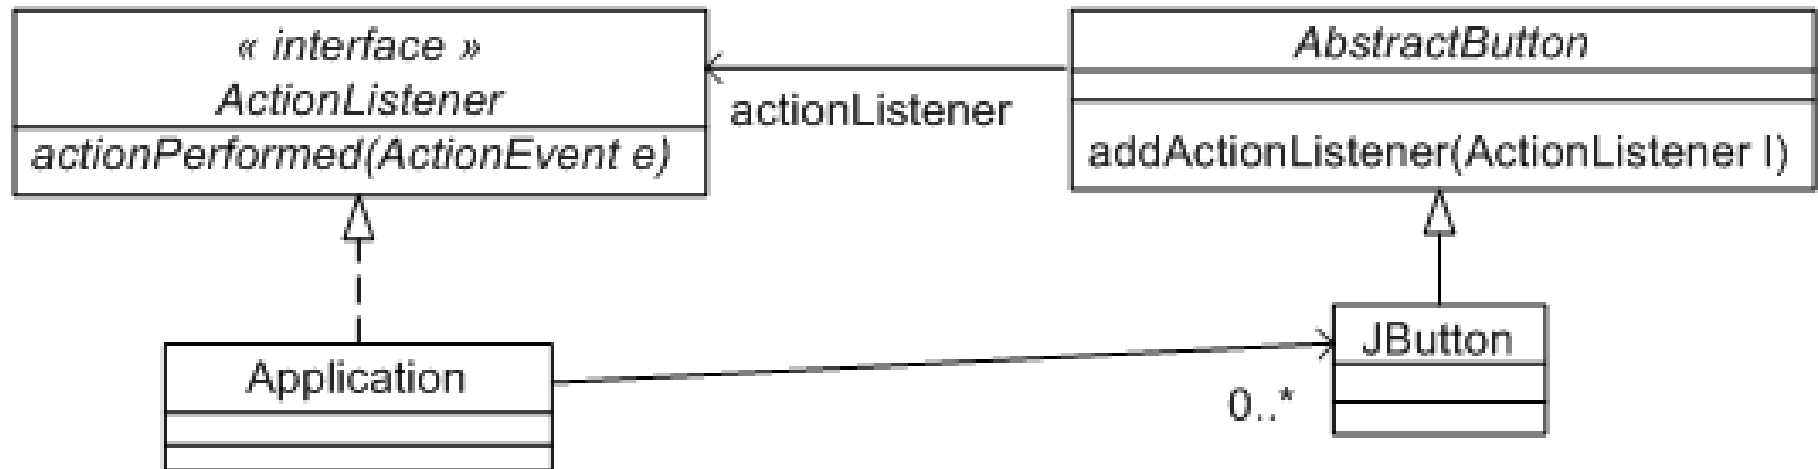 « interface »
ActionListener
actionPerformed(ActionEvent e)
actionListener
AbstractButton
addActionListener(ActionListener l)
Application
0..*
JButton